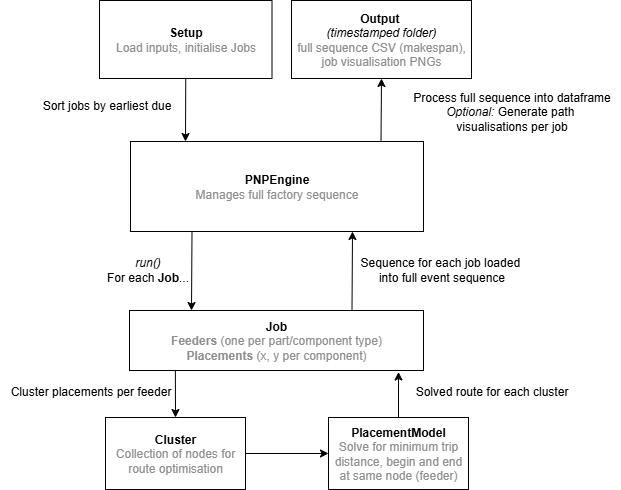 Setup
Load inputs, initialise Jobs
Output
(timestamped folder)
full sequence CSV (makespan),
job visualisation PNGs
Sort jobs by earliest due
Process full sequence into dataframe
Optional: Generate path
visualisations per job
PNPEngine
Manages full factory sequence
run()
For each Job...
Sequence for each job loaded
into full event sequence
Job
Feeders (one per part/component type)
Placements (x, y per component)
Cluster placements per feeder
Solved route for each cluster
Cluster
Collection of nodes for
route optimisation
PlacementModel
Solve for minimum trip
distance, begin and end
at same node (feeder)